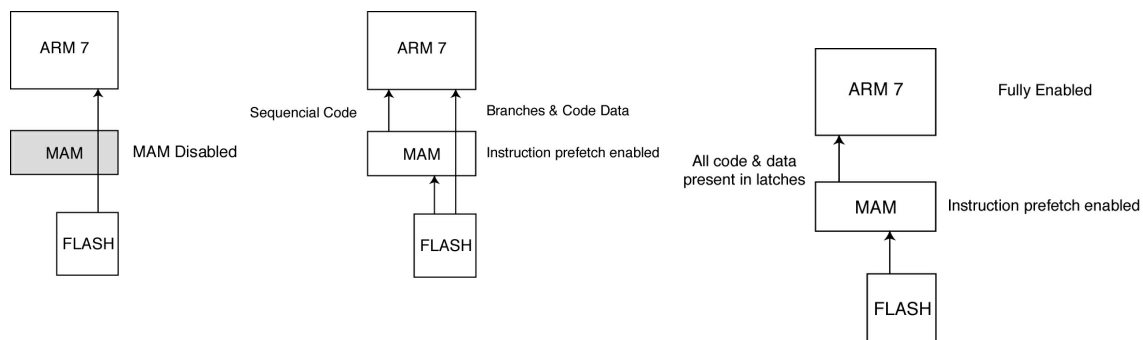 ARM 7
MAM
MAM Disabled
FLASH
ARM 7
Sequencial Code
Branches & Code Data
MAM
Instruction prefetch enabled
FLASH
ARM 7
Fully Enabled
All code & data
present in latches
MAM
Instruction prefetch enabled
FLASH